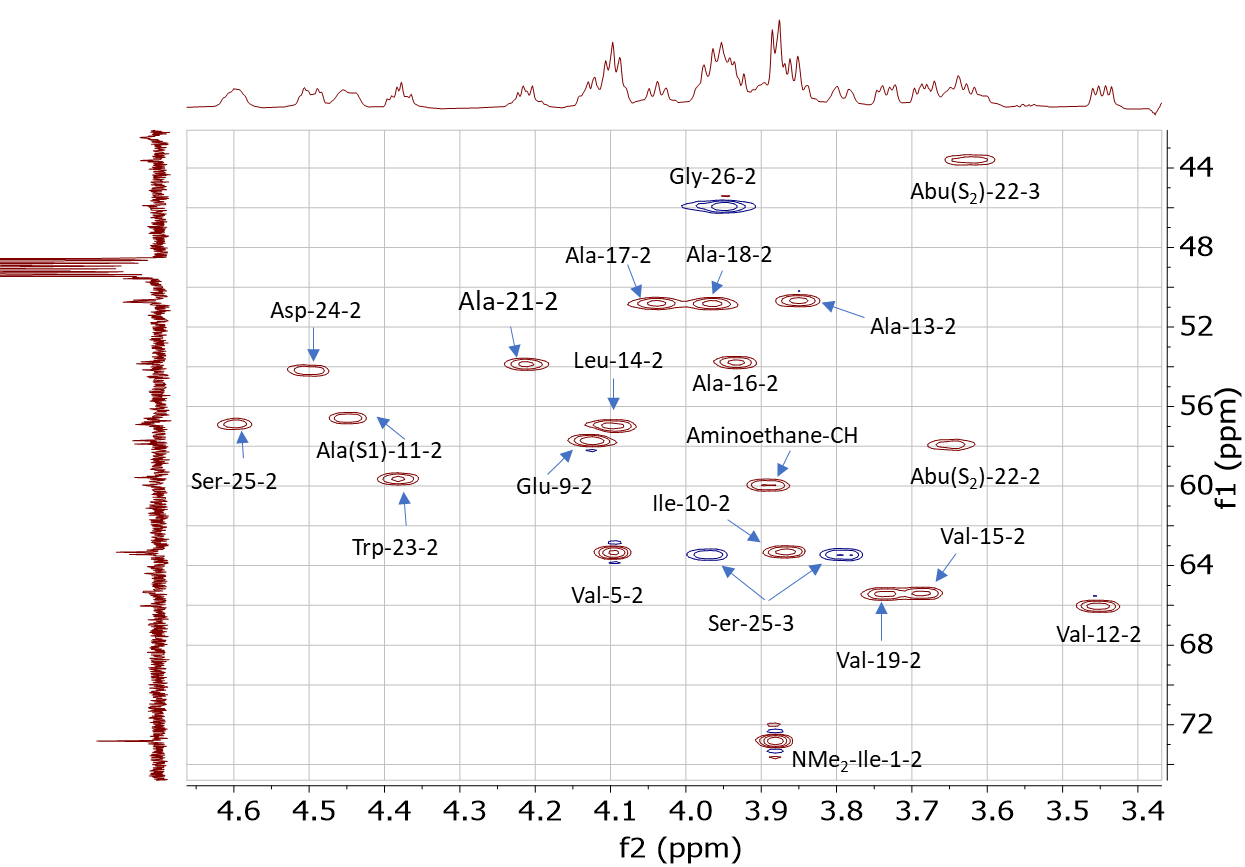 44
Abu(S₂)-22-3
Gly-26-2
48
Ala-17-2
Ala-18-2
Ala-21-2
Asp-24-2
Ala-13-2
52
Leu-14-2
Ala-16-2
56
Aminoethane-CH
Ala(S1)-11-2
Ser-25-2
Glu-9-2
Abu(S₂)-22-2
60
f1 (ppm)
Ile-10-2
Trp-23-2
Val-15-2
64
Val-5-2
Ser-25-3
Val-12-2
68
Val-19-2
72
NMe₂-Ile-1-2
4.6 4.5 4.4 4.3 4.2 4.1 4.0 3.9 3.8 3.7 3.6 3.5 3.4
f2 (ppm)